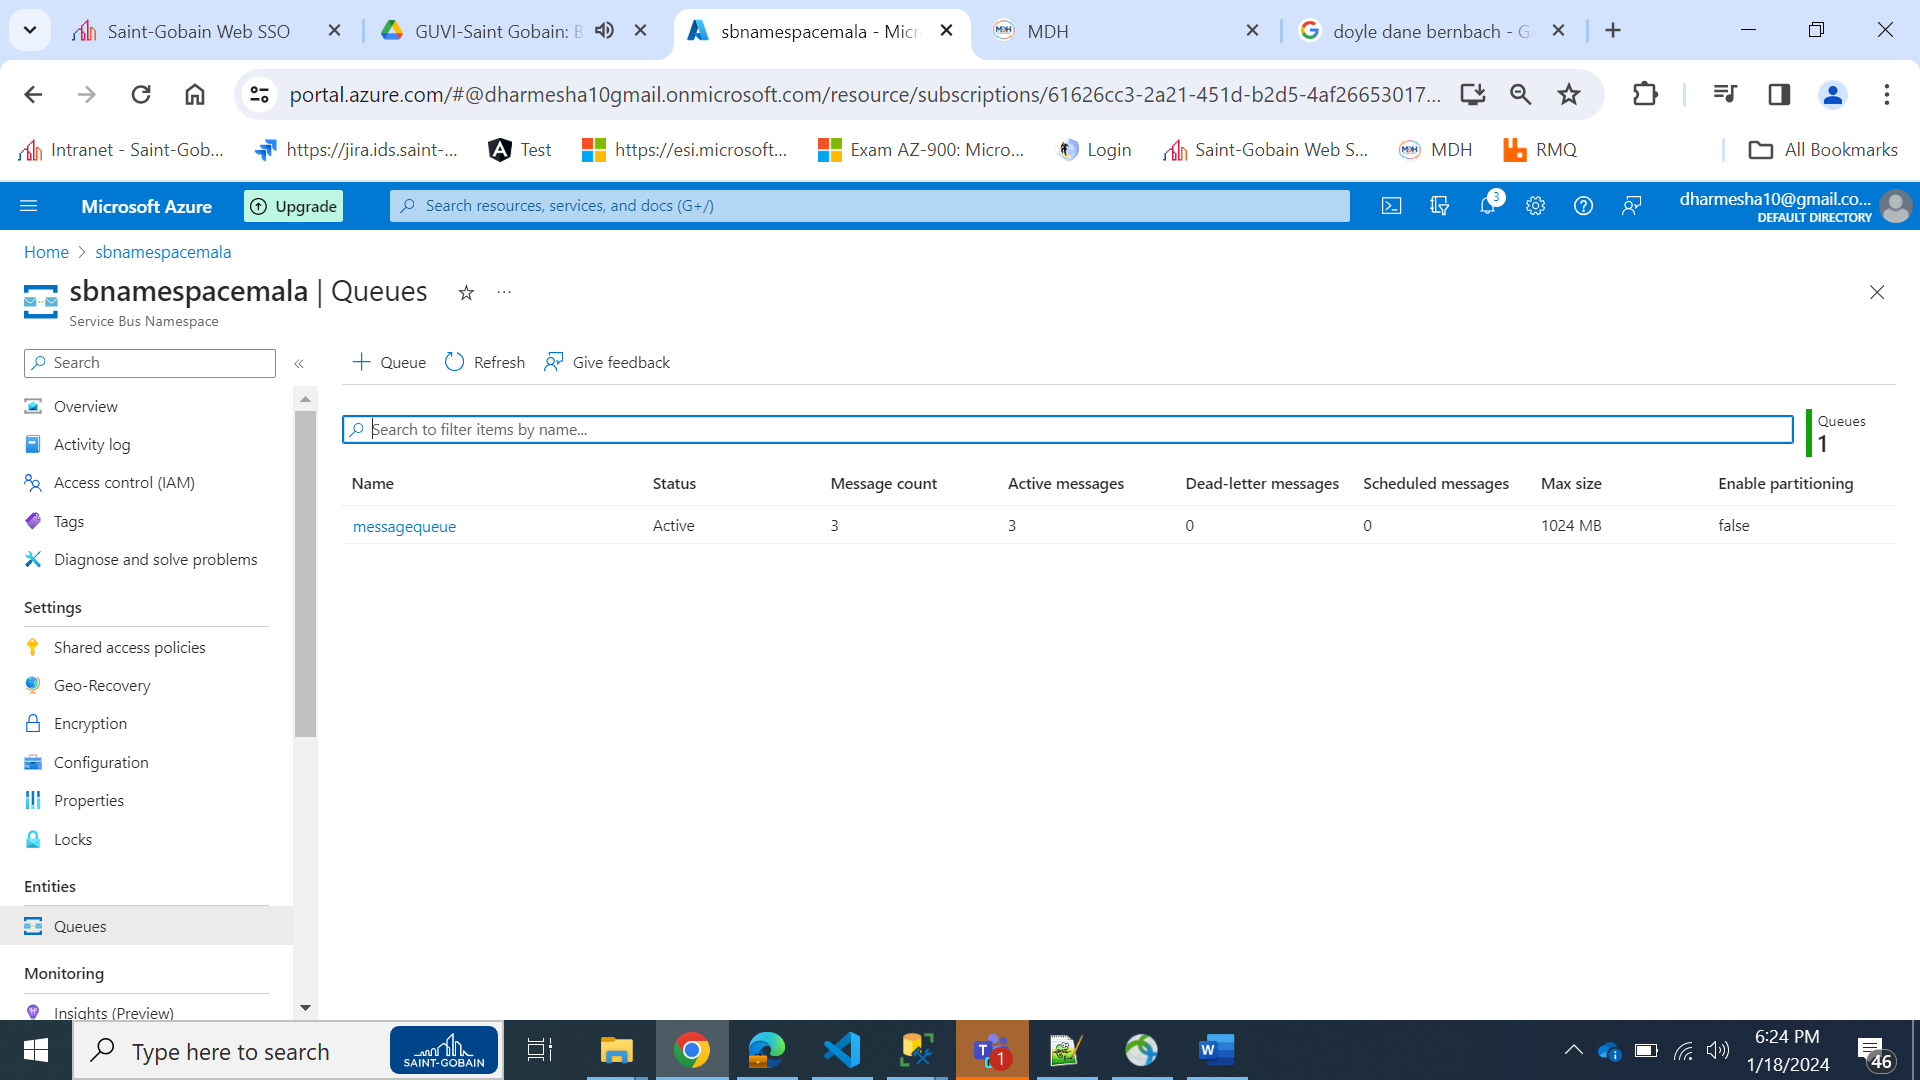 Saint-Gobain Web SSO
GUVI-Saint Gobain: B
sbnamespacemala - Micr
MDH
doyle dane bernbach - G
portal.azure.com/#@dharmesha10gmail.onmicrosoft.com/resource/subscriptions/61626cc3-2a21-451d-b2d5-4af26653017...
Intranet - Saint-Gob...
https://jira.ids.saint-...
Test
https://esi.microsoft...
Exam AZ-900: Micro...
Login
Saint-Gobain Web S...
MDH
RMQ
All Bookmarks
Microsoft Azure
Upgrade
Search resources, services, and docs (G+/)
3
dharmesha10@gmail.co...
DEFAULT DIRECTORY
Home > sbnamespacemala
sbnamespacemala | Queues
Service Bus Namespace
Search
Overview
Activity log
Access control (IAM)
Tags
Diagnose and solve problems
Settings
Shared access policies
Geo-Recovery
Encryption
Configuration
Properties
Locks
Entities
Queues
Monitoring
Insights (Preview)
Queue Refresh Give feedback
Search to filter items by name...
Queues
1
Name Status Message count Active messages Dead-letter messages Scheduled messages Max size Enable partitioning
messagequeue Active 3 3 0 0 1024 MB false
Type here to search
SAINT-GOBAIN
1
6:24 PM
1/18/2024
46